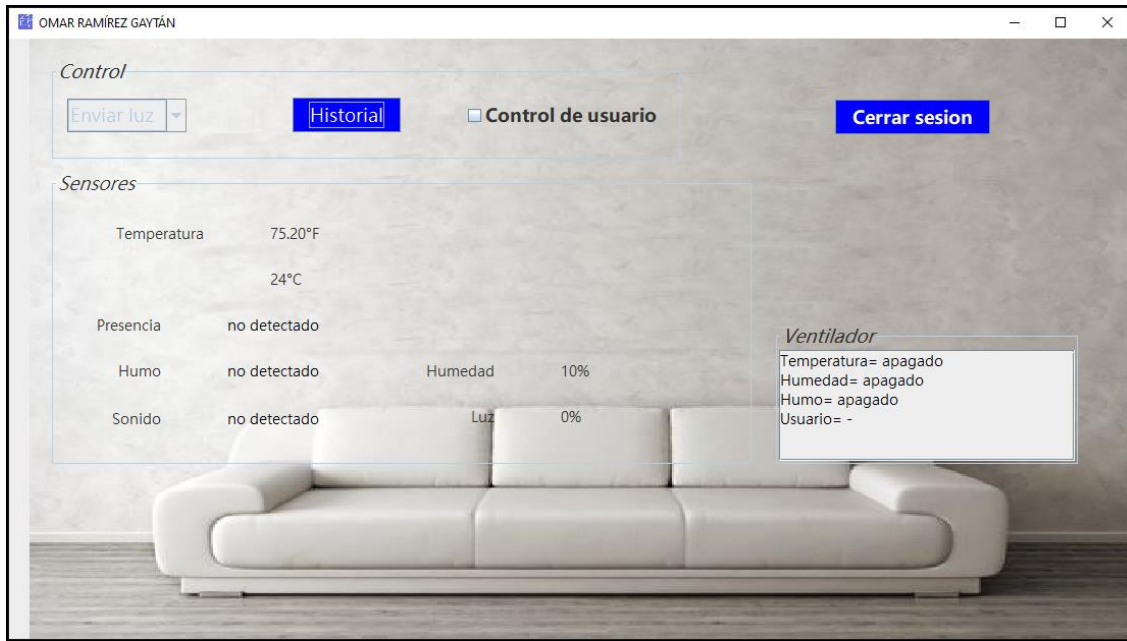 OMAR RAMÍREZ GAYTÁN
Control
Enviar luz Historial Control de usuario Cerrar sesion
Sensores
Temperatura 75.20°F
24°C
Presencia no detectado
Humo no detectado Humedad 10%
Sonido no detectado Luz 0%
Ventilador
Temperatura= apagado
Humedad= apagado
Humo= apagado
Usuario= -